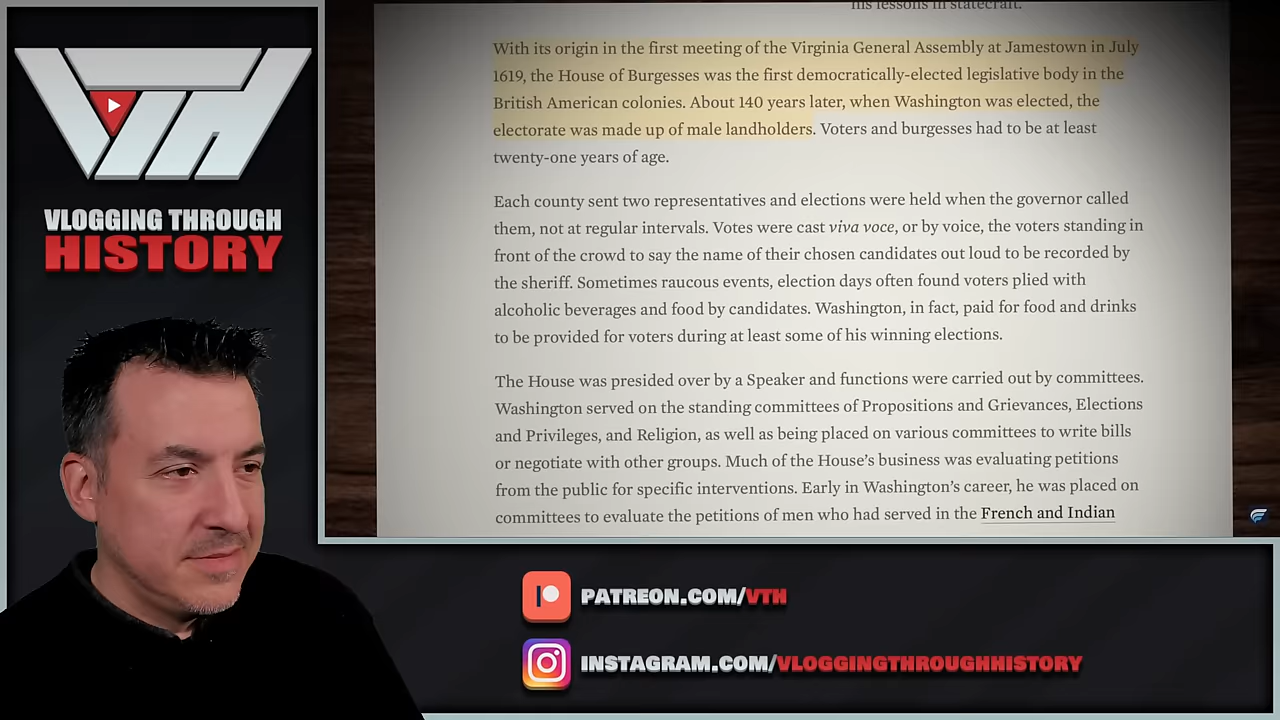 his lessons in statecraft.
With its origin in the first meeting of the Virginia General Assembly at Jamestown in July
1619, the House of Burgesses was the first democratically-elected legislative body in the
British American colonies. About 140 years later, when Washington was elected, the
electorate was made up of male landholders. Voters and burgesses had to be at least
twenty-one years of age.
Each county sent two representatives and elections were held when the governor called
them, not at regular intervals. Votes were cast viva voce, or by voice, the voters standing in
front of the crowd to say the name of their chosen candidates out loud to be recorded by
the sheriff. Sometimes raucous events, election days often found voters plied with
alcoholic beverages and food by candidates. Washington, in fact, paid for food and drinks
to be provided for voters during at least some of his winning elections.
The House was presided over by a Speaker and functions were carried out by committees.
Washington served on the standing committees of Propositions and Grievances, Elections
and Privileges, and Religion, as well as being placed on various committees to write bills
or negotiate with other groups. Much of the House’s business was evaluating petitions
from the public for specific interventions. Early in Washington’s career, he was placed on
committees to evaluate the petitions of men who had served in the French and Indian
VTH
VLOGGING THROUGH
HISTORY
PATREON.COM/VTH
INSTAGRAM.COM/VLOGGINGTHROUGHHISTORY